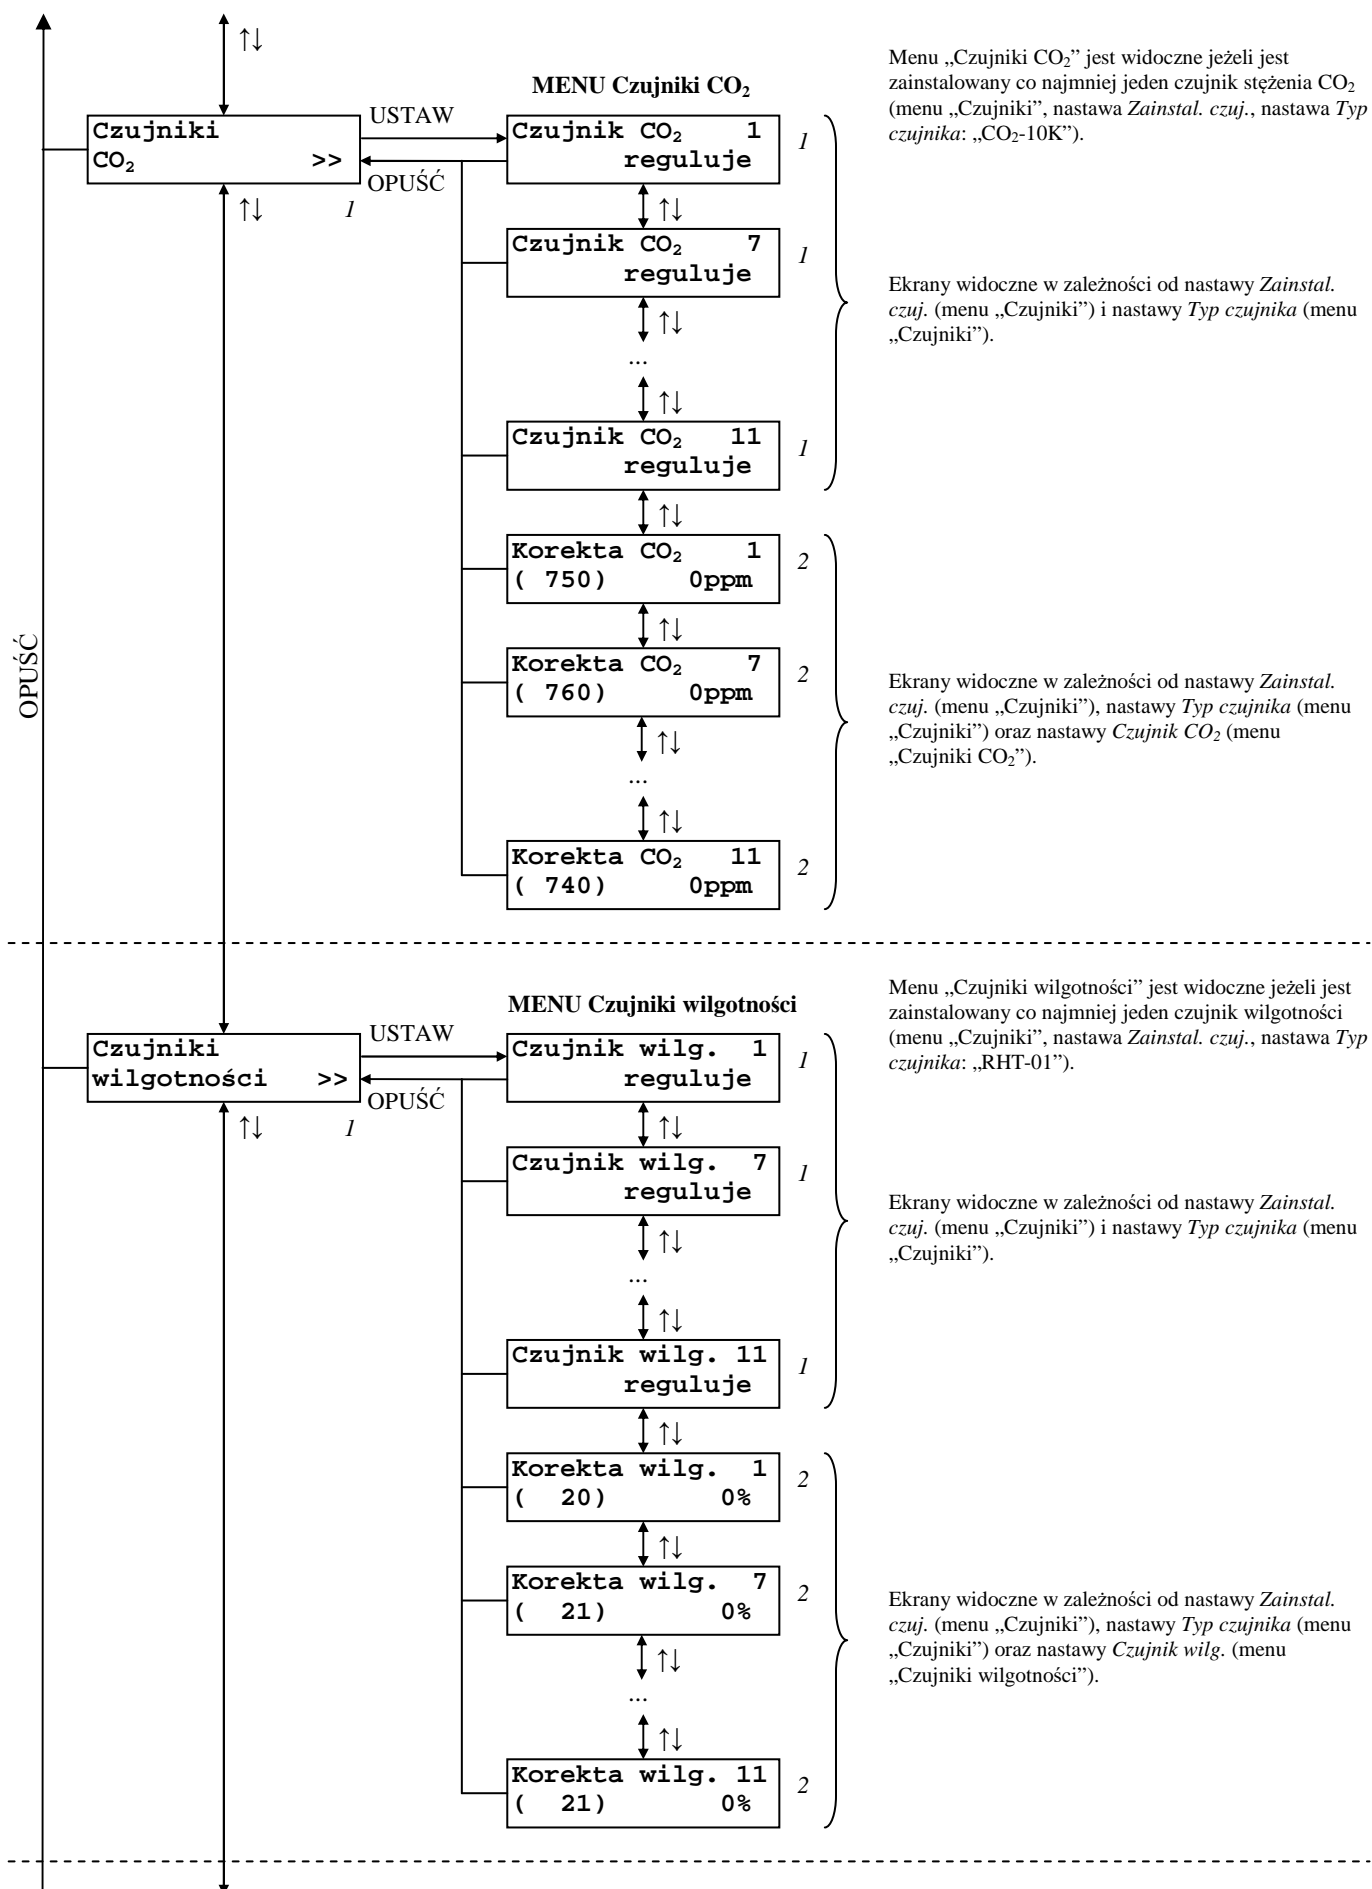 ↑↓
MENU Czujniki CO₂
Menu „Czujniki CO₂” jest widoczne jeżeli jest
zainstalowany co najmniej jeden czujnik stężenia CO₂
(menu „Czujniki”, nastawa Zainstal. czuj., nastawa Typ
czujnika: „CO₂-10K”).
Czujniki
CO₂ >>
1
USTAW
OPUŚĆ
↑↓
Czujnik CO₂ 1
reguluje
1
↑↓
Czujnik CO₂ 7
reguluje
1
↑↓
...
↑↓
Czujnik CO₂ 11
reguluje
1
Ekrany widoczne w zależności od nastawy Zainstal.
czuj. (menu „Czujniki”) i nastawy Typ czujnika (menu
„Czujniki”).
↑↓
Korekta CO₂ 1
( 750) 0ppm
2
↑↓
Korekta CO₂ 7
( 760) 0ppm
2
↑↓
...
↑↓
Korekta CO₂ 11
( 740) 0ppm
2
Ekrany widoczne w zależności od nastawy Zainstal.
czuj. (menu „Czujniki”), nastawy Typ czujnika (menu
„Czujniki”) oraz nastawy Czujnik CO₂ (menu
„Czujniki CO₂”).
OPUŚĆ
MENU Czujniki wilgotności
Menu „Czujniki wilgotności” jest widoczne jeżeli jest
zainstalowany co najmniej jeden czujnik wilgotności
(menu „Czujniki”, nastawa Zainstal. czuj., nastawa Typ
czujnika: „RHT-01”).
Czujniki
wilgotności >>
1
USTAW
OPUŚĆ
↑↓
Czujnik wilg. 1
reguluje
1
↑↓
Czujnik wilg. 7
reguluje
1
↑↓
...
↑↓
Czujnik wilg. 11
reguluje
1
Ekrany widoczne w zależności od nastawy Zainstal.
czuj. (menu „Czujniki”) i nastawy Typ czujnika (menu
„Czujniki”).
↑↓
Korekta wilg. 1
( 20) 0%
2
↑↓
Korekta wilg. 7
( 21) 0%
2
↑↓
...
↑↓
Korekta wilg. 11
( 21) 0%
2
Ekrany widoczne w zależności od nastawy Zainstal.
czuj. (menu „Czujniki”), nastawy Typ czujnika (menu
„Czujniki”) oraz nastawy Czujnik wilg. (menu
„Czujniki wilgotności”).